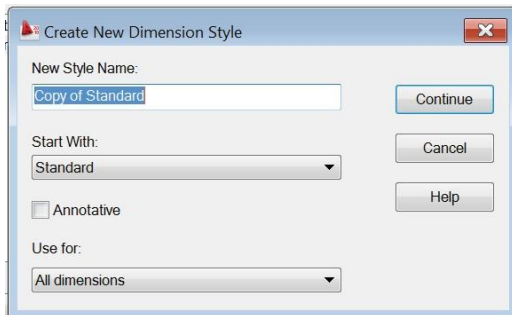 Create New Dimension Style
New Style Name:
Copy of Standard
Continue
Start With:
Cancel
Standard
Help
Annotative
Use for:
All dimensions